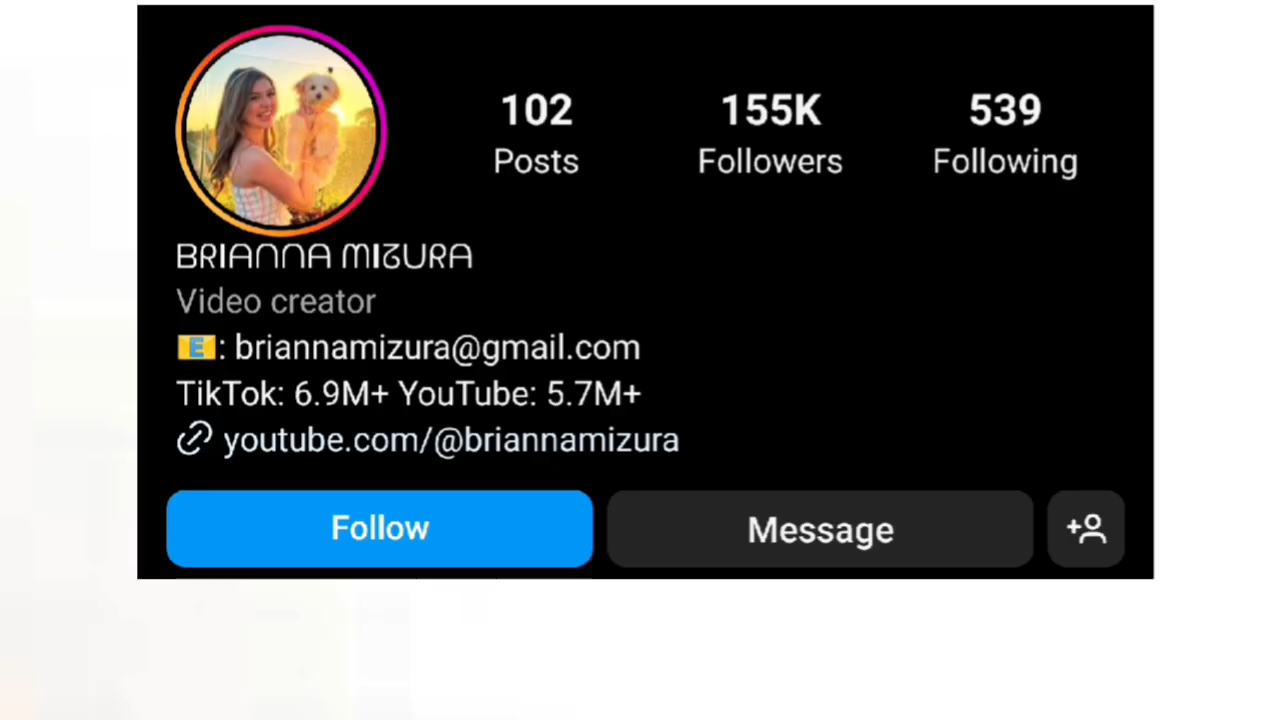 102 155K 539
Posts Followers Following
BRIANNA MIZURA
Video creator
📧: briannamizura@gmail.com
TikTok: 6.9M+ YouTube: 5.7M+
youtube.com/@briannamizura
Follow Message